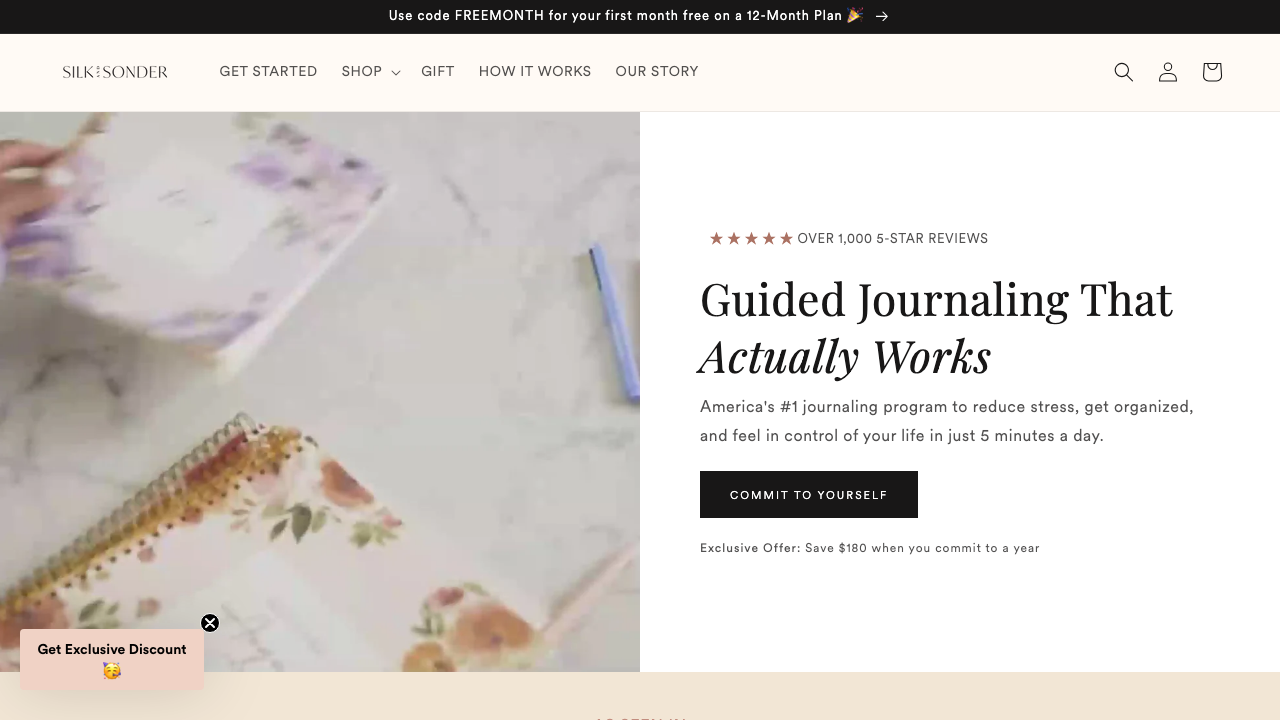 Use code FREEMONTH for your first month free on a 12-Month Plan 🎉 →
SILK & SONDER
GET STARTED
SHOP
GIFT
HOW IT WORKS
OUR STORY
★★★★★ OVER 1,000 5-STAR REVIEWS
Guided Journaling That
Actually Works
America's #1 journaling program to reduce stress, get organized,
and feel in control of your life in just 5 minutes a day.
COMMIT TO YOURSELF
Exclusive Offer: Save $180 when you commit to a year
Get Exclusive Discount
🥳
AS SEEN IN